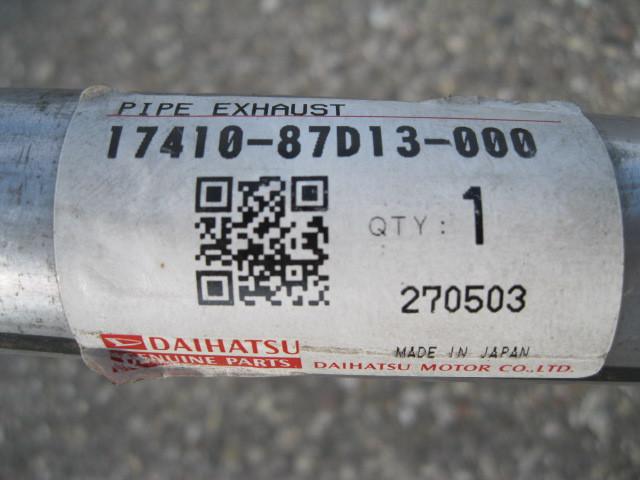 PIPE EXHAUST
17410-87D13-000
QTY: 1
270503
DAIHATSU
GENUINE PARTS
MADE IN JAPAN
DAIHATSU MOTOR CO.,LTD.